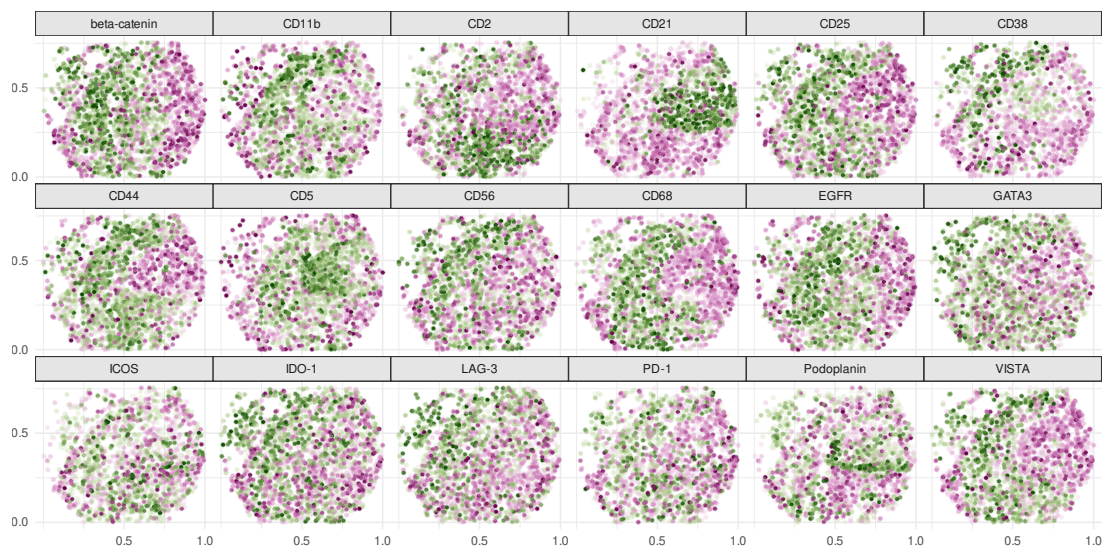 beta-catenin CD11b CD2 CD21 CD25 CD38
0.5
0.0
CD44 CD5 CD56 CD68 EGFR GATA3
0.5
0.0
ICOS IDO-1 LAG-3 PD-1 Podoplanin VISTA
0.5
0.0
0.5 1.0 0.5 1.0 0.5 1.0 0.5 1.0 0.5 1.0 0.5 1.0